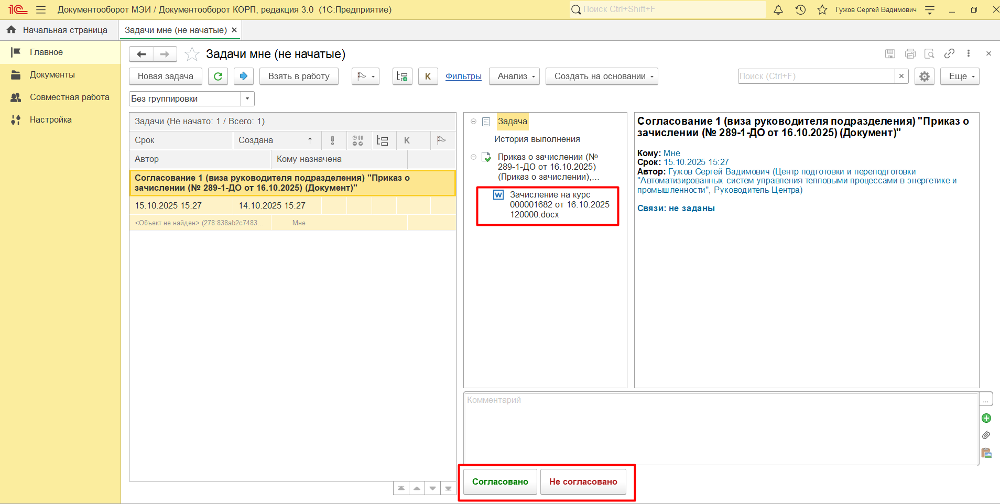 Документооборот МЭИ / Документооборот КОРП, редакция 3.0 (1С:Предприятие)
Поиск Ctrl+Shift+F
Гужов Сергей Вадимович
Начальная страница
Задачи мне (не начатые)
Главное
Документы
Совместная работа
Настройка
Задачи мне (не начатые)
Новая задача
Взять в работу
К
Фильтры
Анализ
Создать на основании
Поиск (Ctrl+F)
Еще
Без группировки
Задачи (Не начато: 1 / Всего: 1)
Срок
Создана
К
Автор
Кому назначена
Согласование 1 (виза руководителя подразделения) "Приказ о
зачислении (№ 289-1-ДО от 16.10.2025) (Документ)"
15.10.2025 15:27
14.10.2025 15:27
<Объект не найден> (278:838ab2c7483...
Мне
Задача
История выполнения
Приказ о зачислении (№
289-1-ДО от 16.10.2025)
(Приказ о зачислении),...
Зачисление на курс
000001682 от 16.10.2025
120000.docx
Согласование 1 (виза руководителя подразделения) "Приказ о
зачислении (№ 289-1-ДО от 16.10.2025) (Документ)"
Кому: Мне
Срок: 15.10.2025 15:27
Автор: Гужов Сергей Вадимович (Центр подготовки и переподготовки
"Автоматизированных систем управления тепловыми процессами в энергетике и
промышленности", Руководитель Центра)
Связи: не заданы
Комментарий
...
Согласовано
Не согласовано